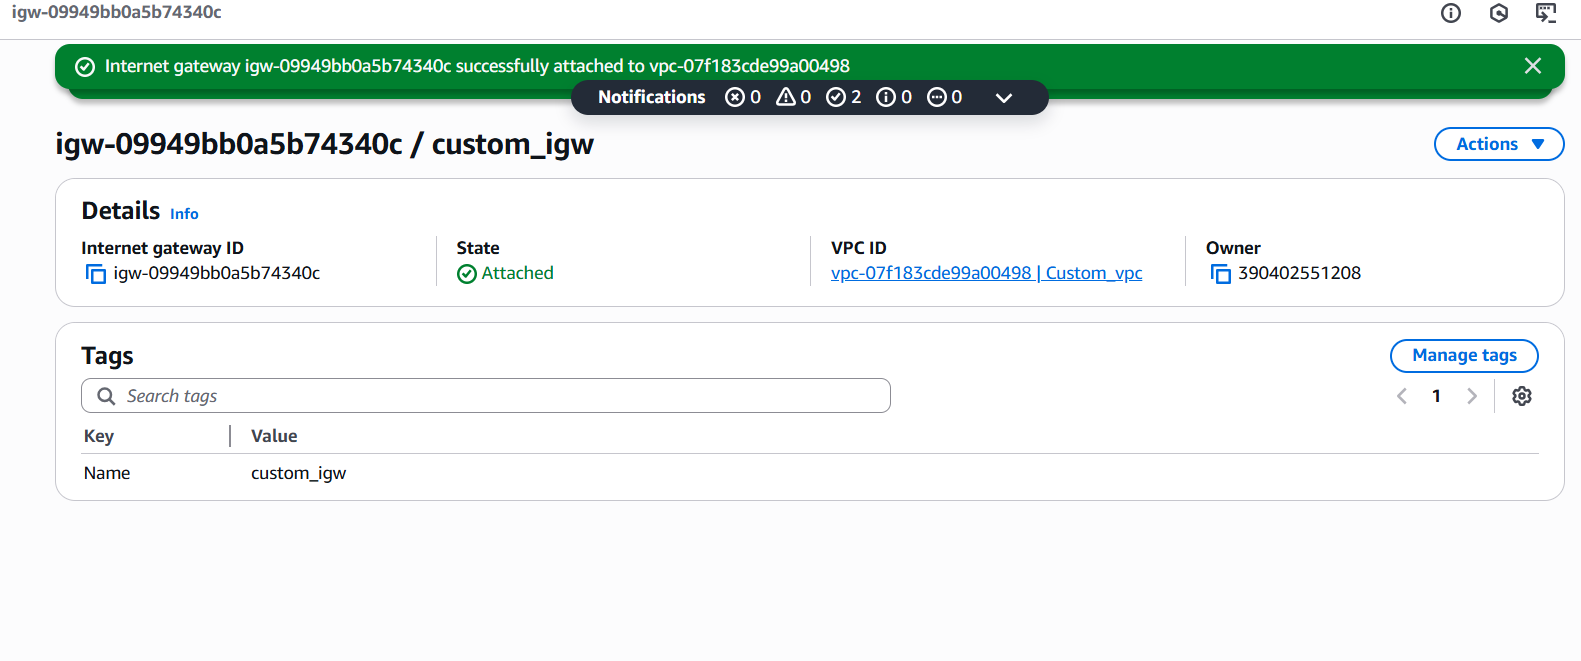 igw-09949bb0a5b74340c
Internet gateway igw-09949bb0a5b74340c successfully attached to vpc-07f183cde99a00498
Notifications 0 0 2 0 0
igw-09949bb0a5b74340c / custom_igw
Actions
Details Info
Internet gateway ID State VPC ID Owner
igw-09949bb0a5b74340c Attached vpc-07f183cde99a00498 | Custom_vpc 390402551208
Tags Manage tags
Search tags 1
Key Value
Name custom_igw